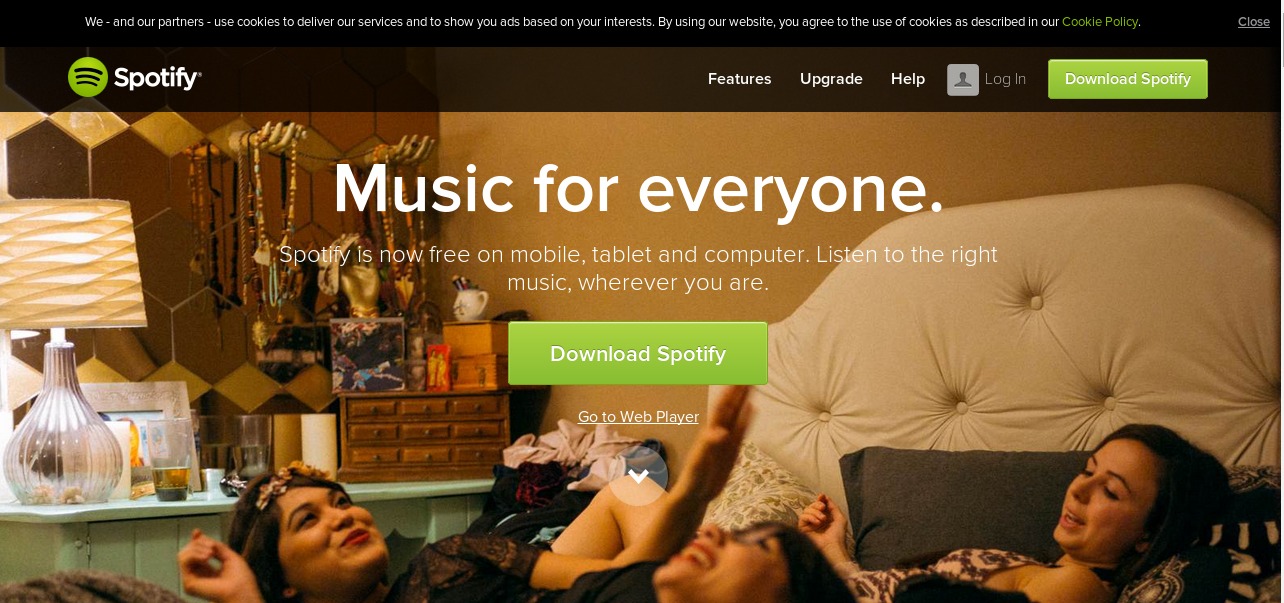 We - and our partners - use cookies to deliver our services and to show you ads based on your interests. By using our website, you agree to the use of cookies as described in our Cookie Policy.
Close
Spotify®
Features
Upgrade
Help
Log In
Download Spotify
Music for everyone.
Spotify is now free on mobile, tablet and computer. Listen to the right
music, wherever you are.
Download Spotify
Go to Web Player